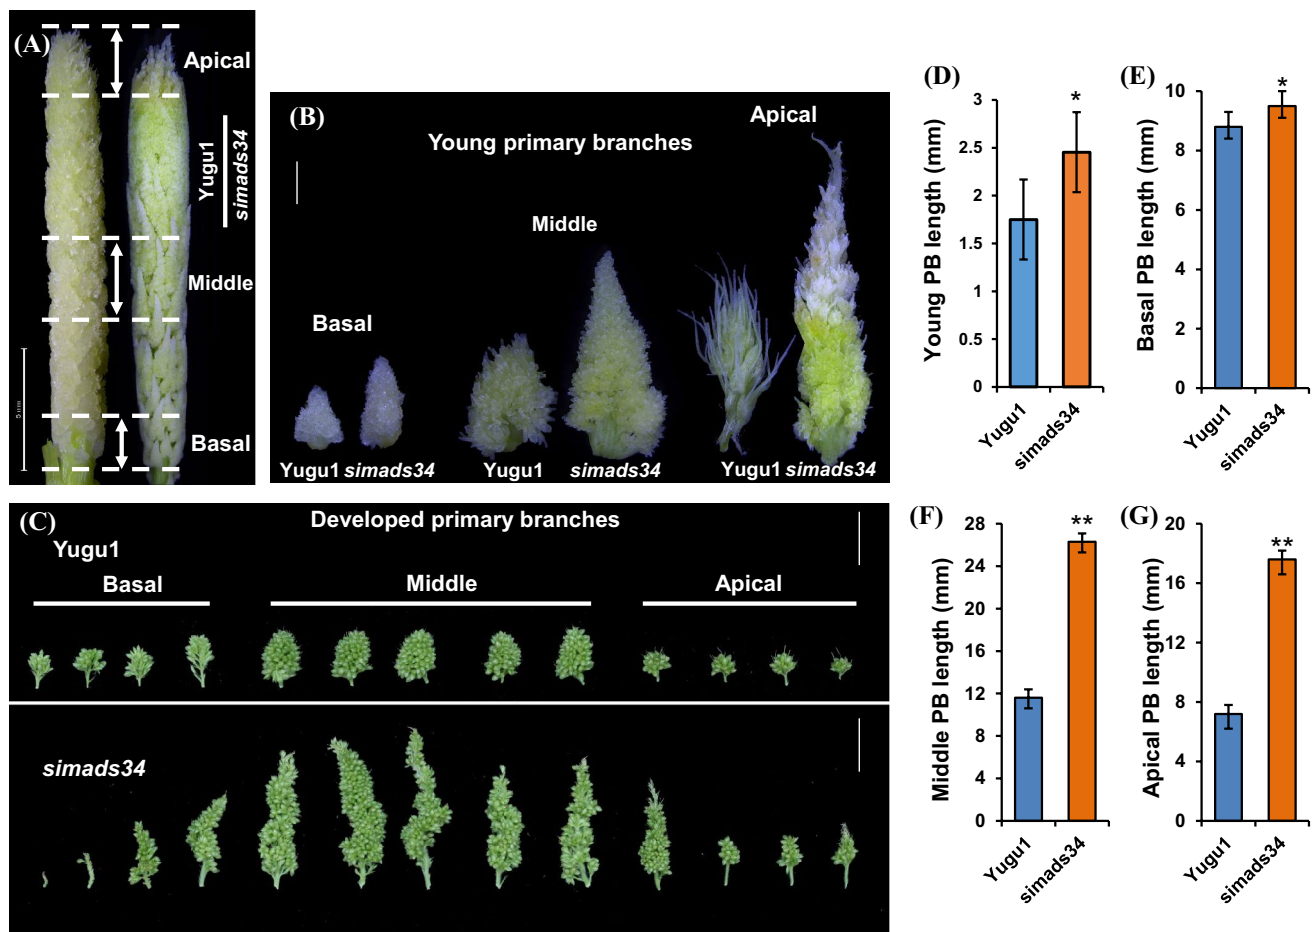 (A)
Apical
Yugu1
simads34
Middle
5 mm
Basal
(B)
Young primary branches
Apical
Middle
Basal
Yugu1 simads34
Yugu1 simads34
Yugu1 simads34
(C)
Developed primary branches
Yugu1
Basal Middle Apical
simads34
(D)
Young PB length (mm)
3
2.5
2
1.5
1
0.5
0
*
Yugu1
simads34
(E)
Basal PB length (mm)
10
8
6
4
2
0
*
Yugu1
simads34
(F)
Middle PB length (mm)
28
24
20
16
12
8
4
0
**
Yugu1
simads34
(G)
Apical PB length (mm)
20
16
12
8
4
0
**
Yugu1
simads34